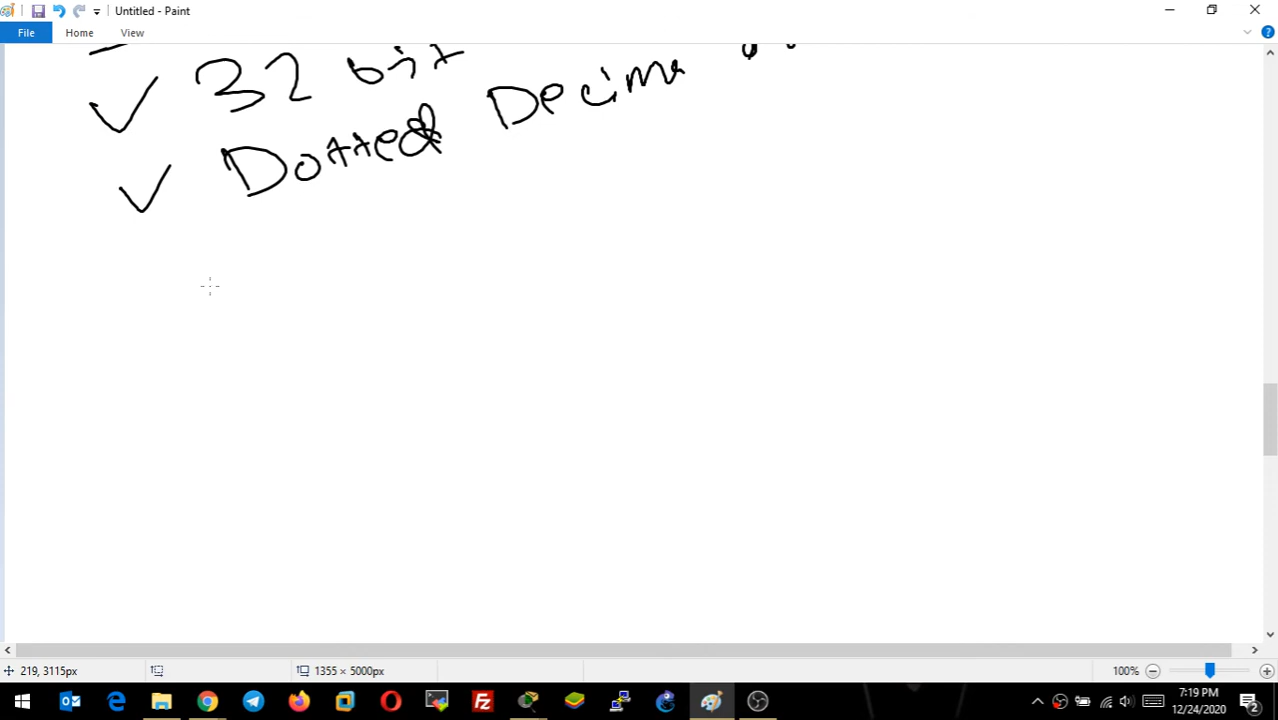 Untitled - Paint
File Home View
32 bit
Dotted Decima
219, 3115px
1355 × 5000px
100%
7:19 PM
12/24/2020
2